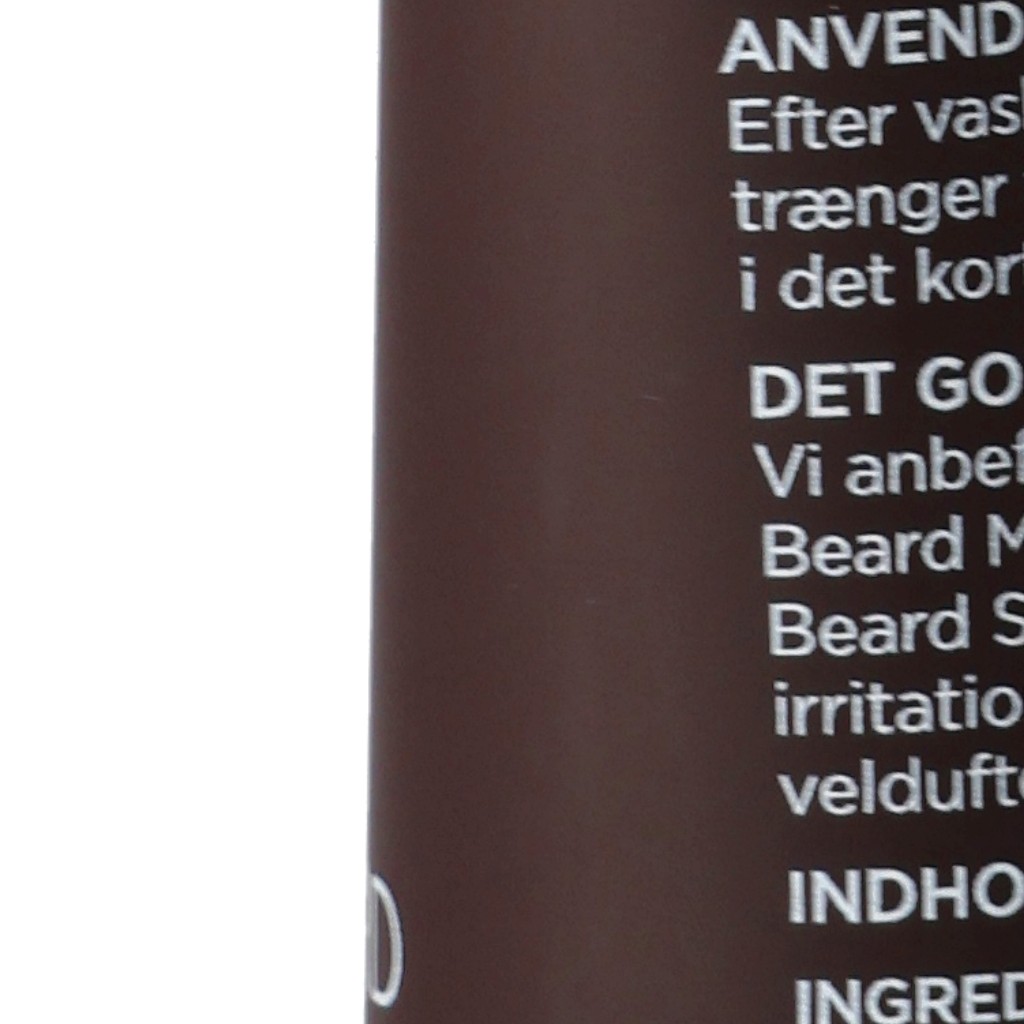 ANVEND
Efter vas
trænger
i det kor
DET GO
Vi anbef
Beard M
Beard S
irritatio
veldufte
INDHO
D
INGRED